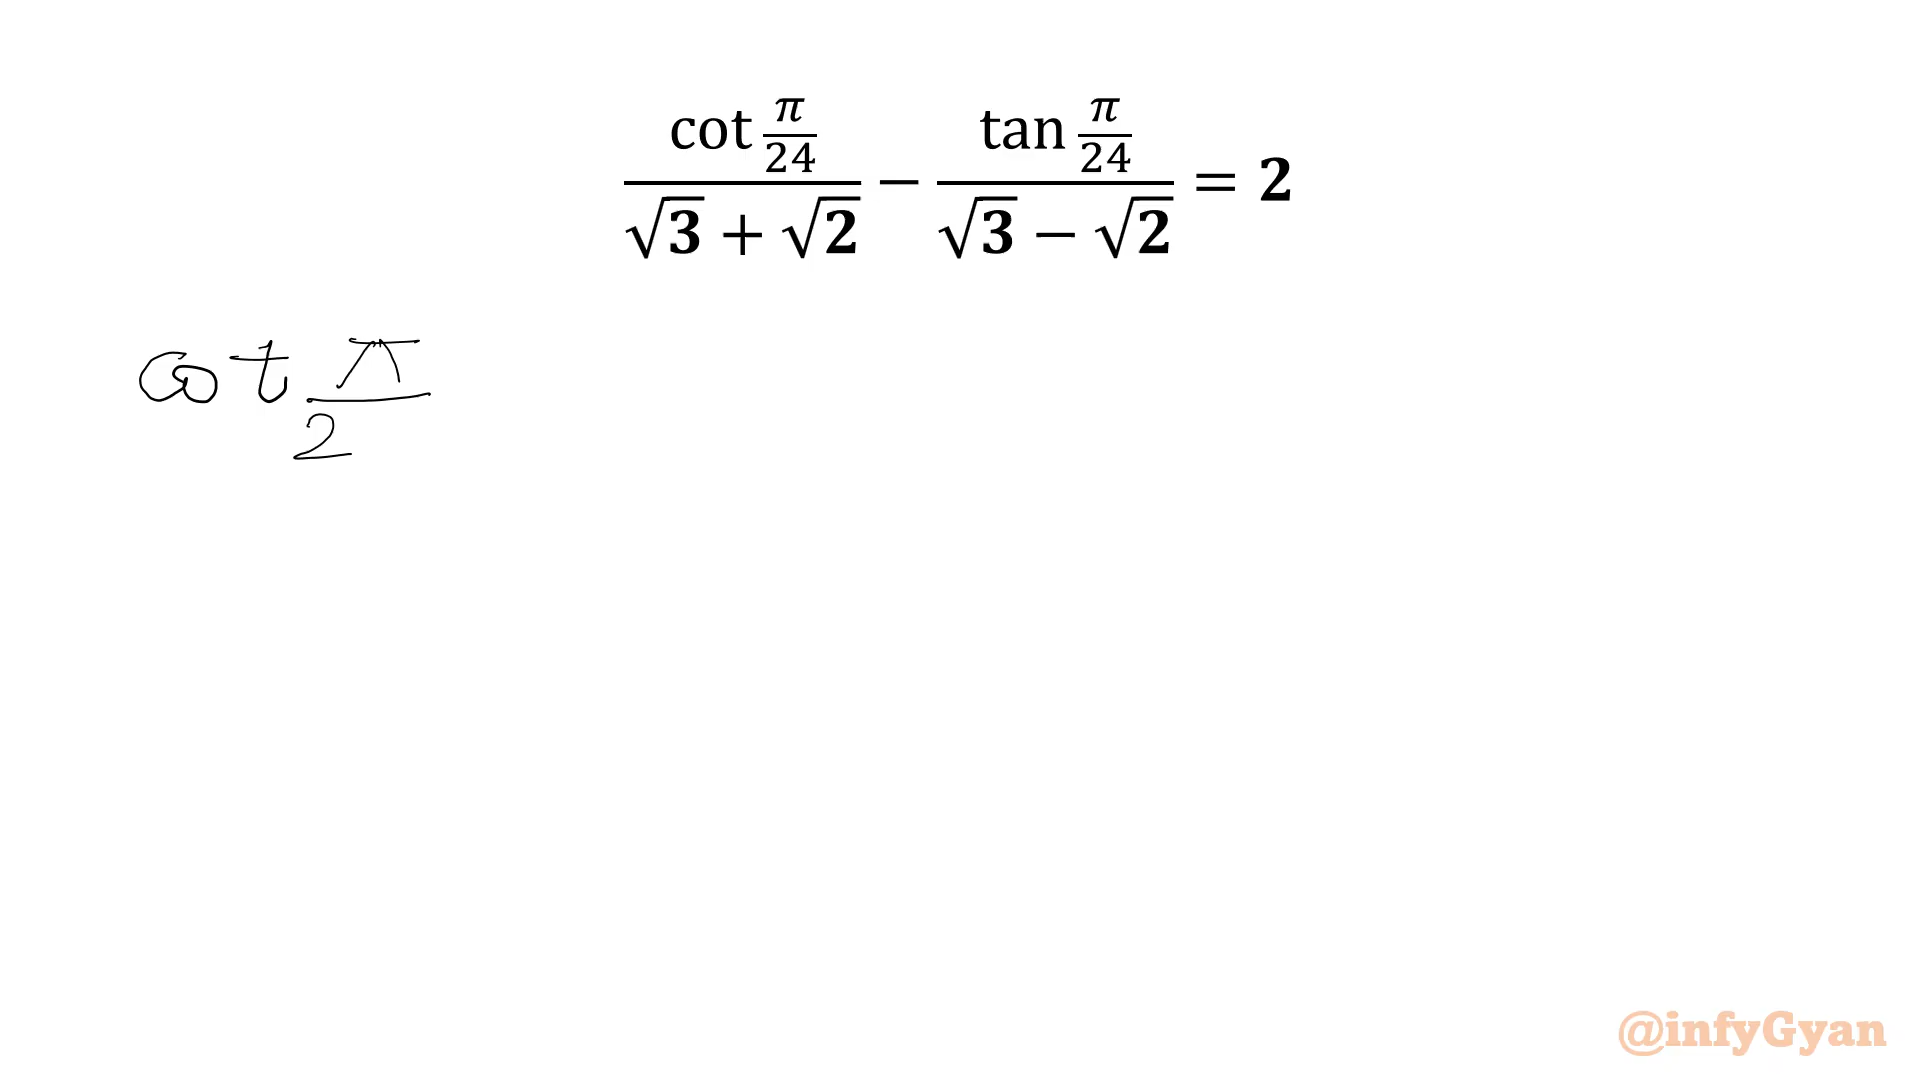 cot π/24 / (√3 + √2) − tan π/24 / (√3 − √2) = 2
cot π/2
@infyGyan